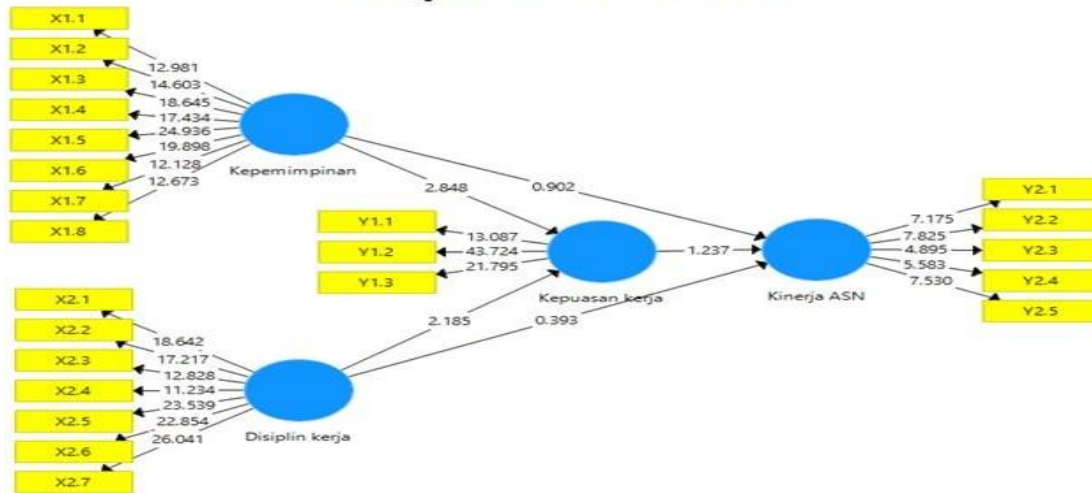 X1.1
X1.2
X1.3
X1.4
X1.5
X1.6
X1.7
X1.8
12.981
14.603
18.645
17.434
24.936
19.898
12.128
12.673
Kepemimpinan
2.848
0.902
Y1.1
Y1.2
Y1.3
13.087
43.724
21.795
Kepuasan kerja
1.237
Kinerja ASN
7.175
7.825
4.895
5.583
7.530
Y2.1
Y2.2
Y2.3
Y2.4
Y2.5
2.185
0.393
X2.1
X2.2
X2.3
X2.4
X2.5
X2.6
X2.7
18.642
17.217
12.828
11.234
23.539
22.854
26.041
Disiplin kerja